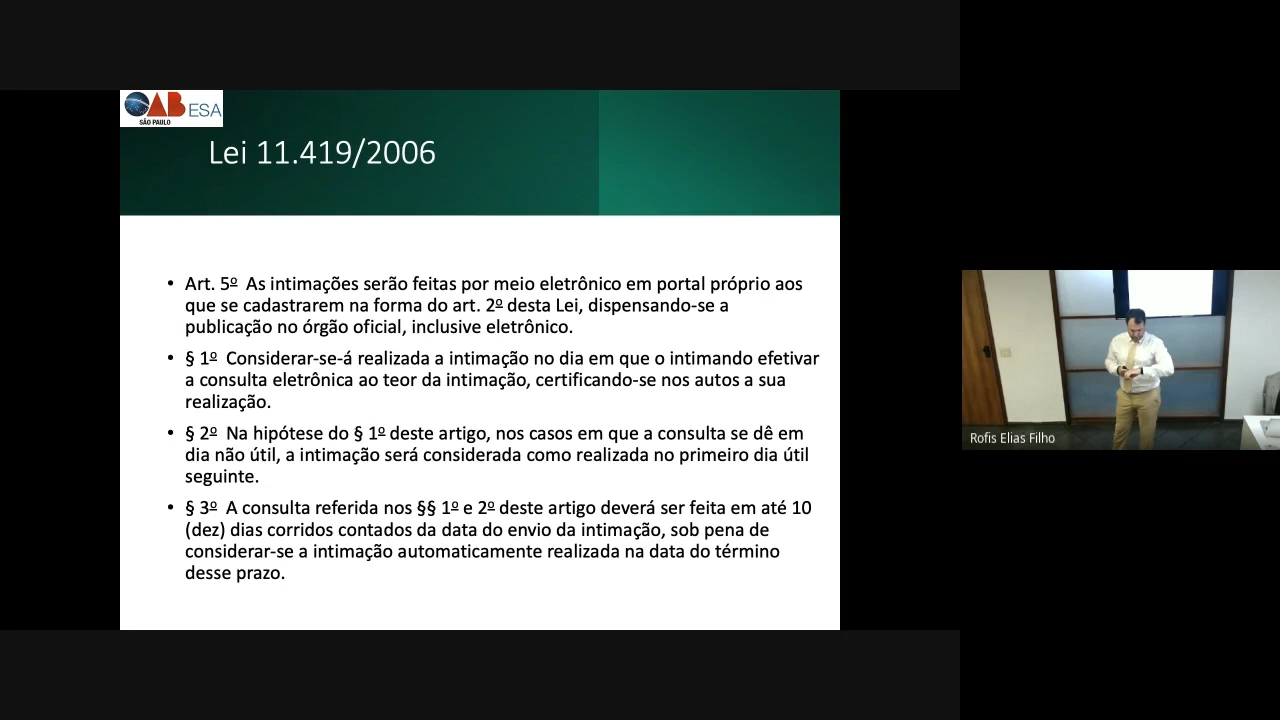 OAB ESA
SÃO PAULO
Lei 11.419/2006
• Art. 5º As intimações serão feitas por meio eletrônico em portal próprio aos
que se cadastrarem na forma do art. 2º desta Lei, dispensando-se a
publicação no órgão oficial, inclusive eletrônico.
• § 1º Considerar-se-á realizada a intimação no dia em que o intimando efetivar
a consulta eletrônica ao teor da intimação, certificando-se nos autos a sua
realização.
• § 2º Na hipótese do § 1º deste artigo, nos casos em que a consulta se dê em
dia não útil, a intimação será considerada como realizada no primeiro dia útil
seguinte.
• § 3º A consulta referida nos §§ 1º e 2º deste artigo deverá ser feita em até 10
(dez) dias corridos contados da data do envio da intimação, sob pena de
considerar-se a intimação automaticamente realizada na data do término
desse prazo.
Rofis Elias Filho